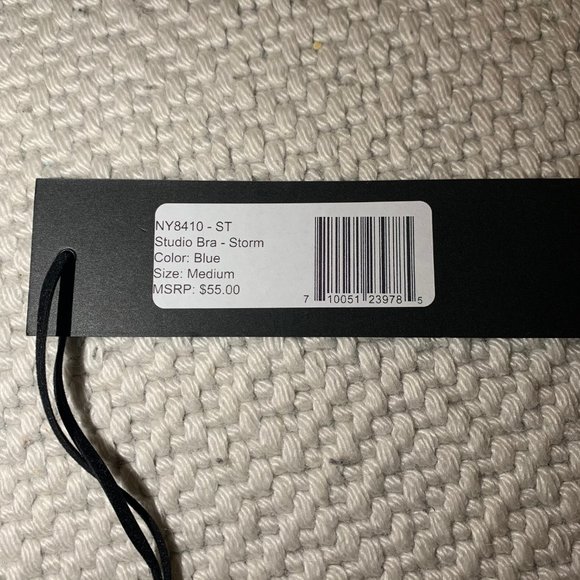 NY8410 - ST
Studio Bra - Storm
Color: Blue
Size: Medium
MSRP: $55.00
7 10051 23978 5